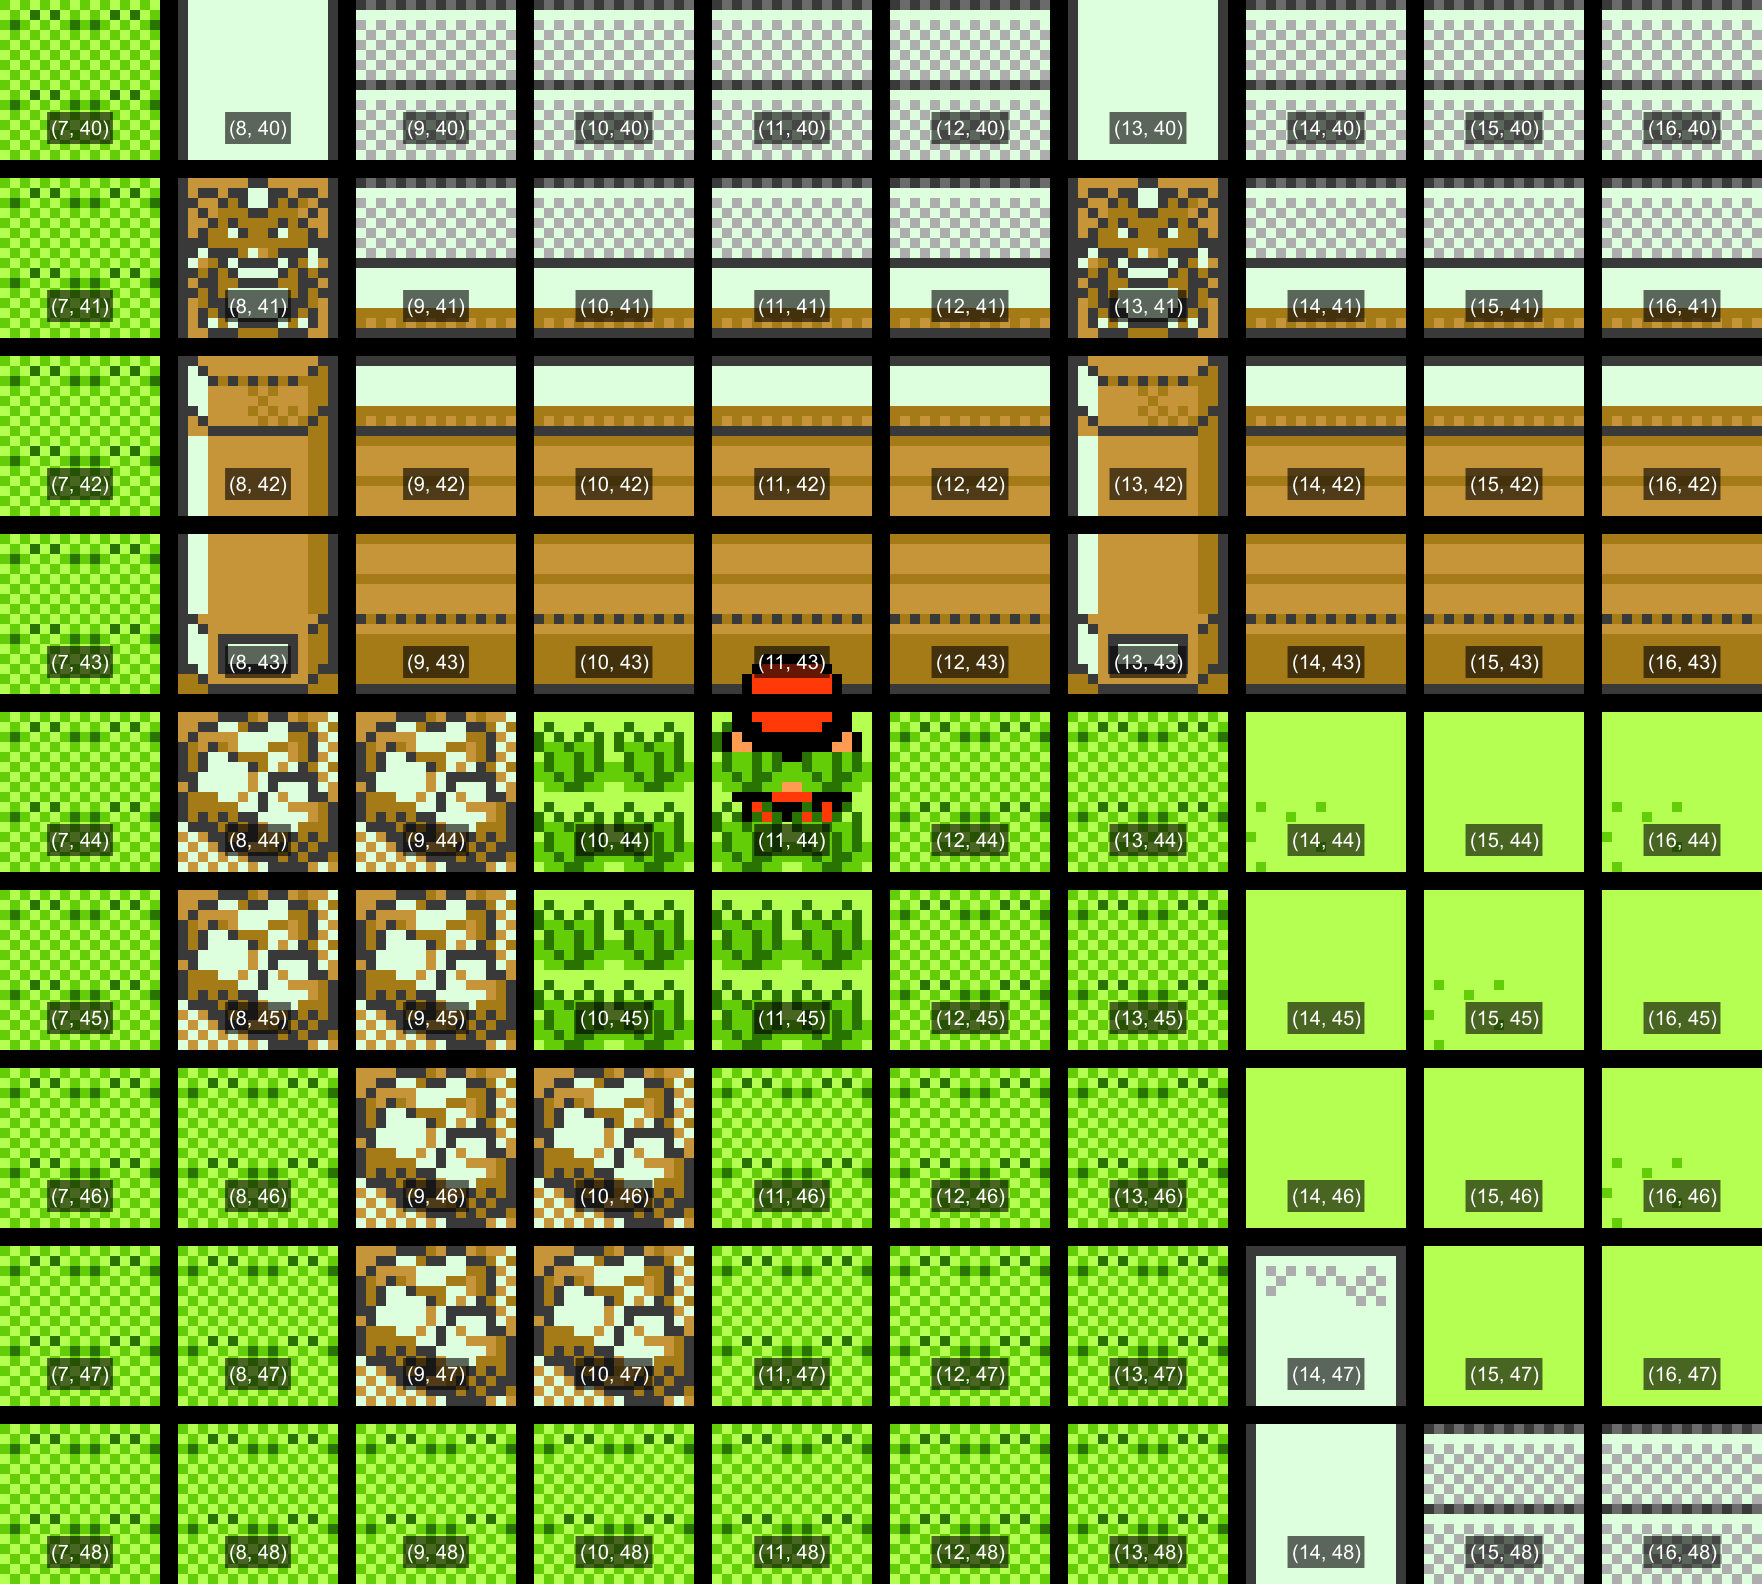 (7, 40) (8, 40) (9, 40) (10, 40) (11, 40) (12, 40) (13, 40) (14, 40) (15, 40) (16, 40)
(7, 41) (8, 41) (9, 41) (10, 41) (11, 41) (12, 41) (13, 41) (14, 41) (15, 41) (16, 41)
(7, 42) (8, 42) (9, 42) (10, 42) (11, 42) (12, 42) (13, 42) (14, 42) (15, 42) (16, 42)
(7, 43) (8, 43) (9, 43) (10, 43) (11, 43) (12, 43) (13, 43) (14, 43) (15, 43) (16, 43)
(7, 44) (8, 44) (9, 44) (10, 44) (11, 44) (12, 44) (13, 44) (14, 44) (15, 44) (16, 44)
(7, 45) (8, 45) (9, 45) (10, 45) (11, 45) (12, 45) (13, 45) (14, 45) (15, 45) (16, 45)
(7, 46) (8, 46) (9, 46) (10, 46) (11, 46) (12, 46) (13, 46) (14, 46) (15, 46) (16, 46)
(7, 47) (8, 47) (9, 47) (10, 47) (11, 47) (12, 47) (13, 47) (14, 47) (15, 47) (16, 47)
(7, 48) (8, 48) (9, 48) (10, 48) (11, 48) (12, 48) (13, 48) (14, 48) (15, 48) (16, 48)